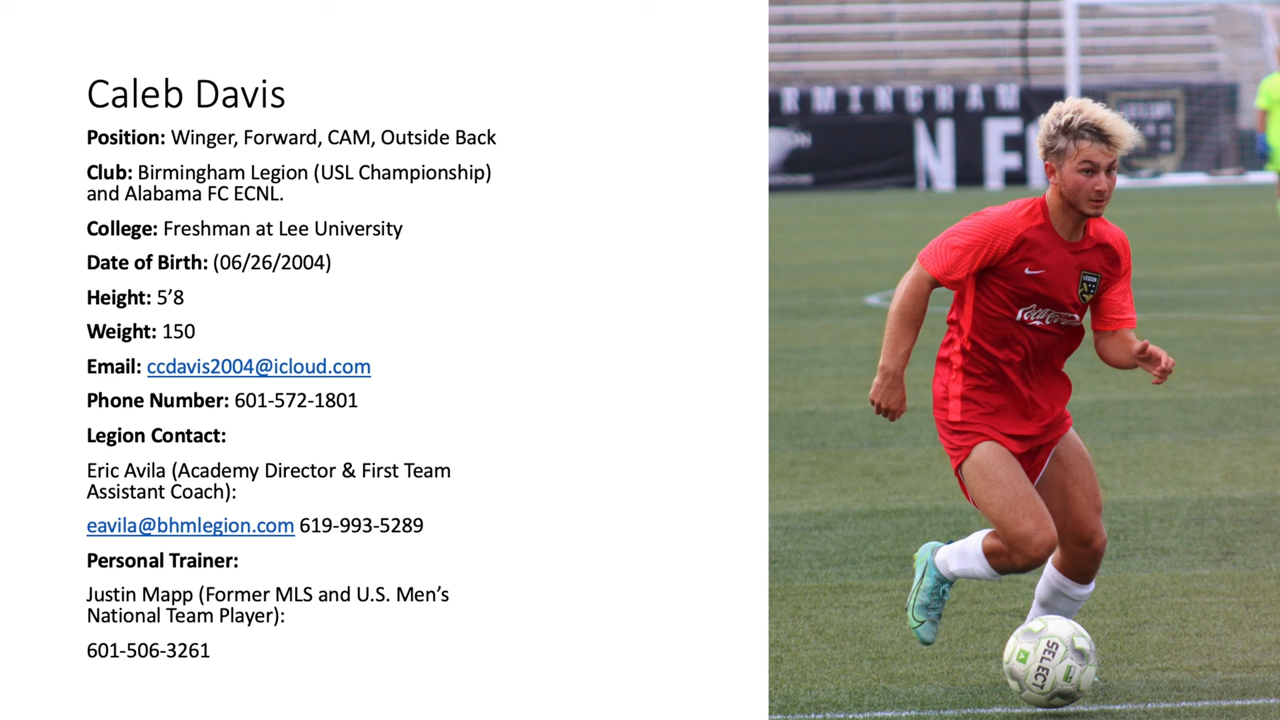 Caleb Davis
Position: Winger, Forward, CAM, Outside Back
Club: Birmingham Legion (USL Championship)
and Alabama FC ECNL.
College: Freshman at Lee University
Date of Birth: (06/26/2004)
Height: 5’8
Weight: 150
Email: ccdavis2004@icloud.com
Phone Number: 601-572-1801
Legion Contact:
Eric Avila (Academy Director & First Team
Assistant Coach):
eavila@bhmlegion.com 619-993-5289
Personal Trainer:
Justin Mapp (Former MLS and U.S. Men’s
National Team Player):
601-506-3261
RMINGHAM
N F
LEGION
LEGION
Coca-Cola
SELECT